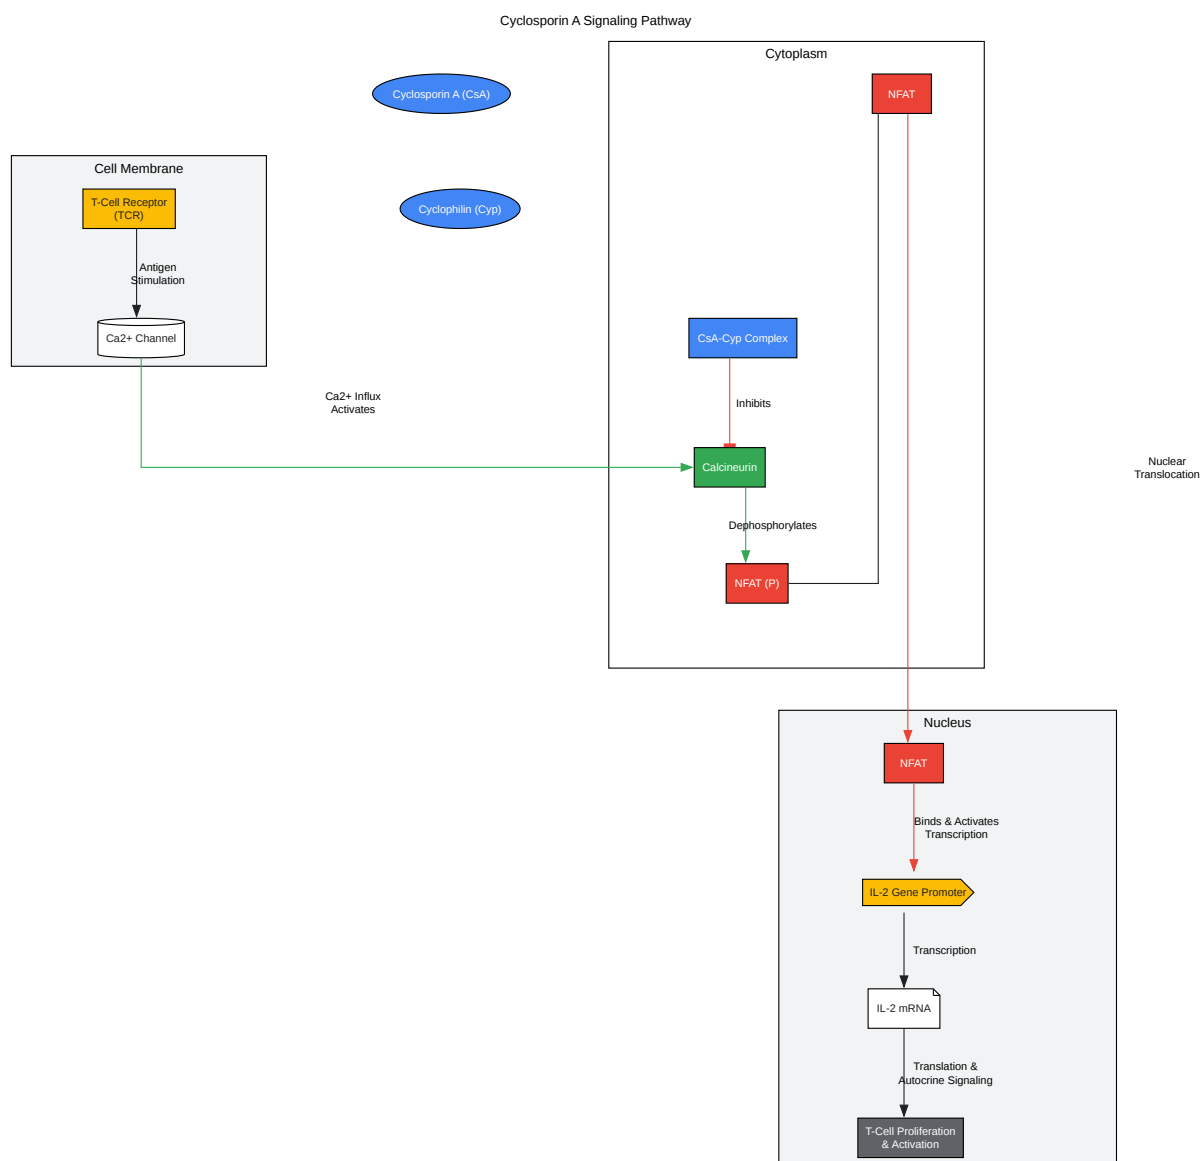 Cyclosporin A Signaling Pathway
Cytoplasm
Cyclosporin A (CsA)
NFAT
Cell Membrane
T-Cell Receptor
(TCR)
Cyclophilin (Cyp)
Antigen
Stimulation
Ca2+ Channel
CsA-Cyp Complex
Ca2+ Influx
Activates
Inhibits
Calcineurin
Nuclear
Translocation
Dephosphorylates
NFAT (P)
Nucleus
NFAT
Binds & Activates
Transcription
IL-2 Gene Promoter
Transcription
IL-2 mRNA
Translation &
Autocrine Signaling
T-Cell Proliferation
& Activation